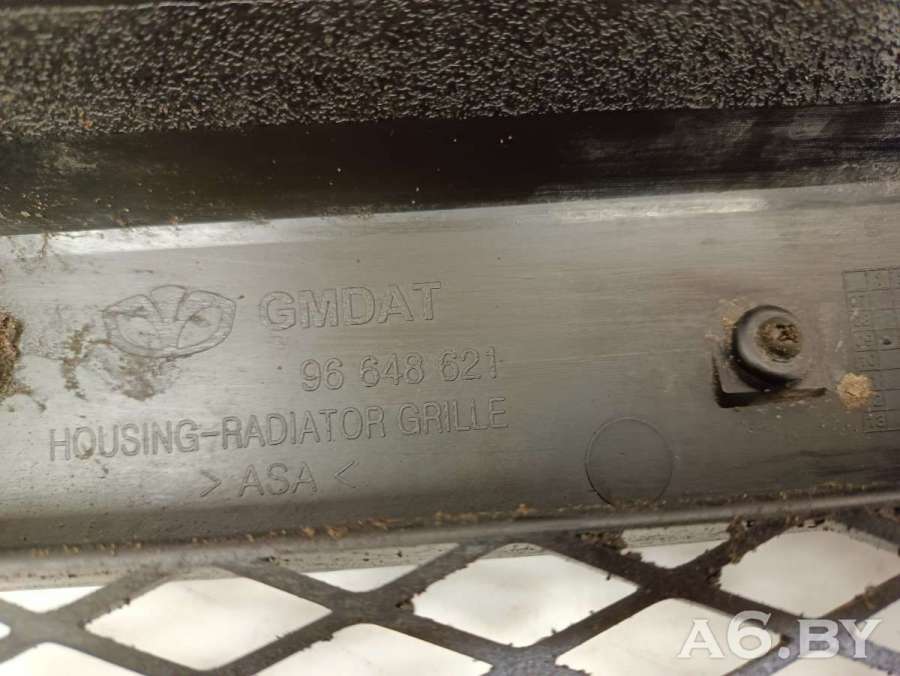 GMDAT
96 648 621
HOUSING-RADIATOR GRILLE
> ASA <
A6.BY